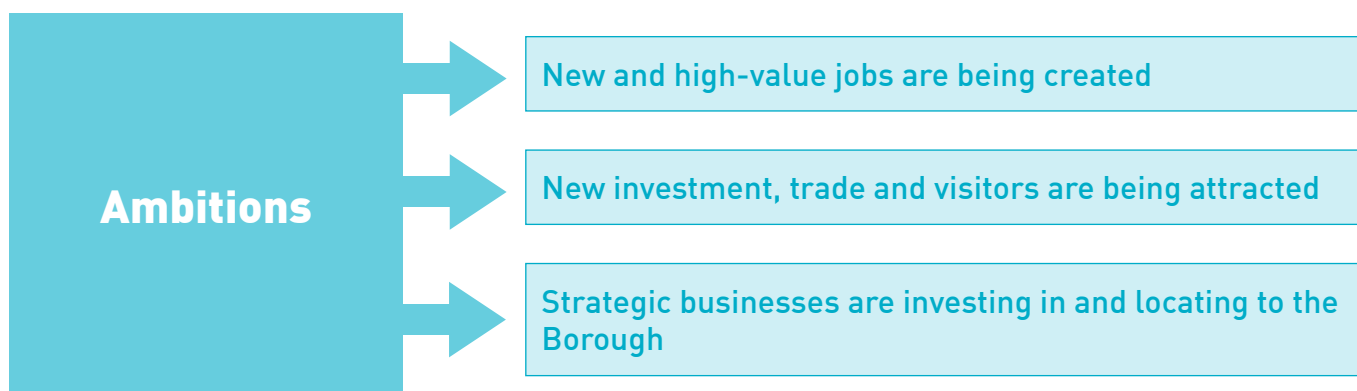 Ambitions
New and high-value jobs are being created
New investment, trade and visitors are being attracted
Strategic businesses are investing in and locating to the
Borough